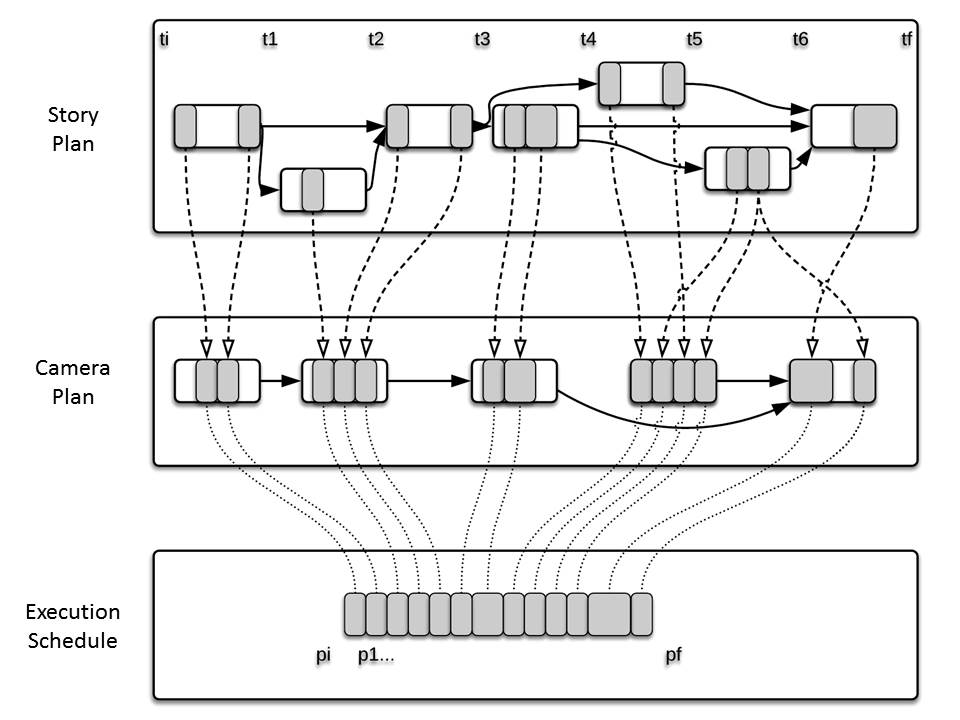 ti t1 t2 t3 t4 t5 t6 tf
Story
Plan
Camera
Plan
Execution
Schedule
pi p1... pf